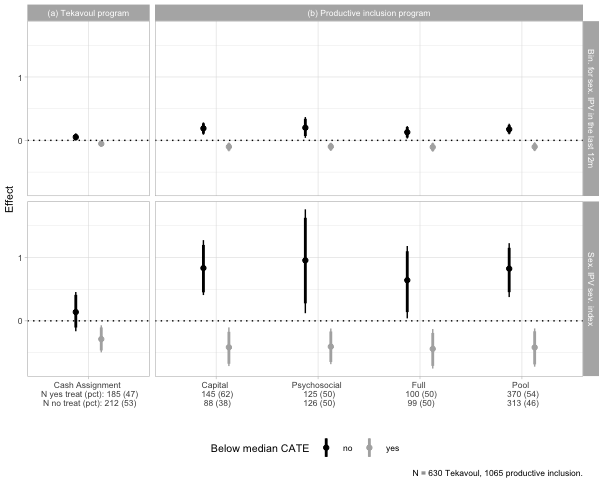 (a) Tekavoul program
(b) Productive inclusion program
Bin. for sex. IPV in the last 12m
1
0
Effect
Sex. IPV sev. index
1
0
Cash Assignment
N yes treat (pct): 185 (47)
N no treat (pct): 212 (53)
Capital
145 (62)
88 (38)
Psychosocial
125 (50)
126 (50)
Full
100 (50)
99 (50)
Pool
370 (54)
313 (46)
Below median CATE no yes
N = 630 Tekavoul, 1065 productive inclusion.